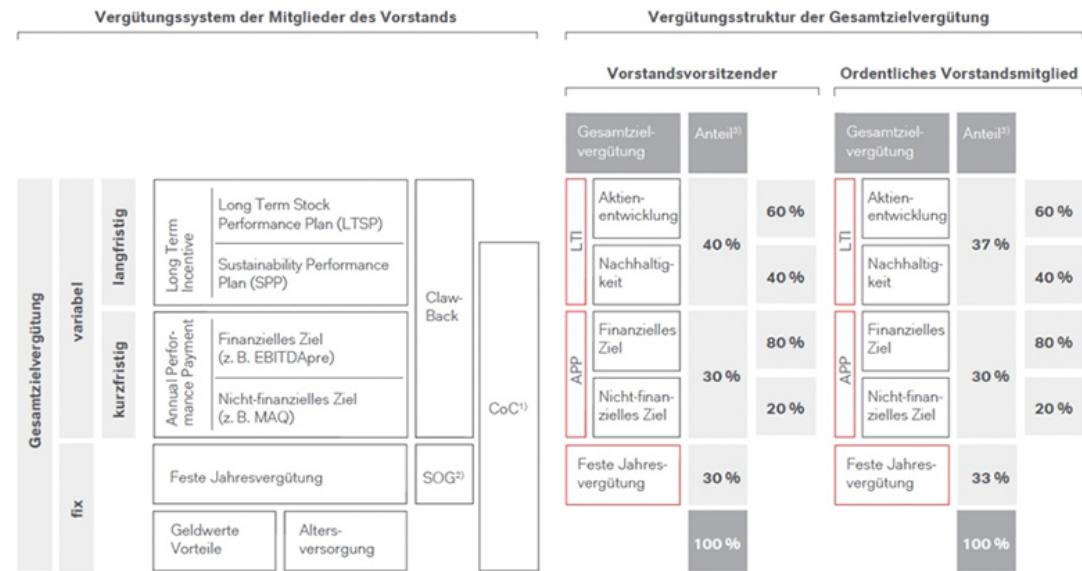 Vergütungssystem der Mitglieder des Vorstands
Gesamtzielvergütung
variabel
langfristig
Long Term
Incentive
Long Term Stock
Performance Plan (LTSP)
Sustainability Performance
Plan (SPP)
kurzfristig
Annual Perfor-
mance Payment
Finanzielles Ziel
(z. B. EBITDApre)
Nicht-finanzielles Ziel
(z. B. MAQ)
Claw-
Back
CoC¹⁾
fix
Feste Jahresvergütung
SOG²⁾
Geldwerte
Vorteile
Alters-
versorgung
Vergütungsstruktur der Gesamtzielvergütung
Vorstandsvorsitzender
Gesamtziel-
vergütung
Anteil³⁾
LTI
Aktien-
entwicklung
Nachhaltig-
keit
40 %
60 %
40 %
APP
Finanzielles
Ziel
Nicht-finan-
zielles Ziel
30 %
80 %
20 %
Feste Jahres-
vergütung
30 %
100 %
Ordentliches Vorstandsmitglied
Gesamtziel-
vergütung
Anteil³⁾
LTI
Aktien-
entwicklung
Nachhaltig-
keit
37 %
60 %
40 %
APP
Finanzielles
Ziel
Nicht-finan-
zielles Ziel
30 %
80 %
20 %
Feste Jahres-
vergütung
33 %
100 %